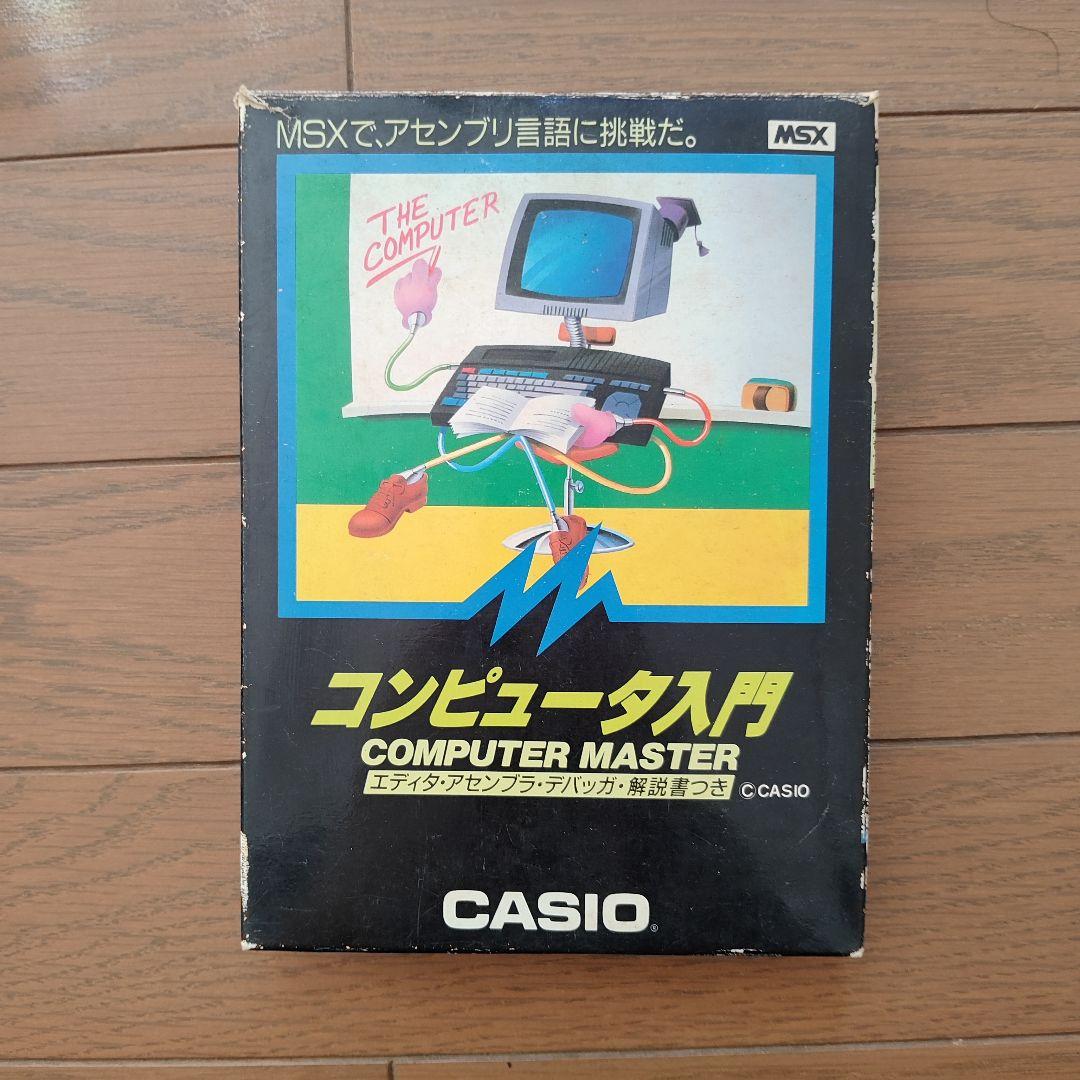 MSXで、アセンブリ言語に挑戦だ。
MSX
THE
COMPUTER
コンピュータ入門
COMPUTER MASTER
エディタ・アセンブラ・デバッガ・解説書つき ©CASIO
CASIO®